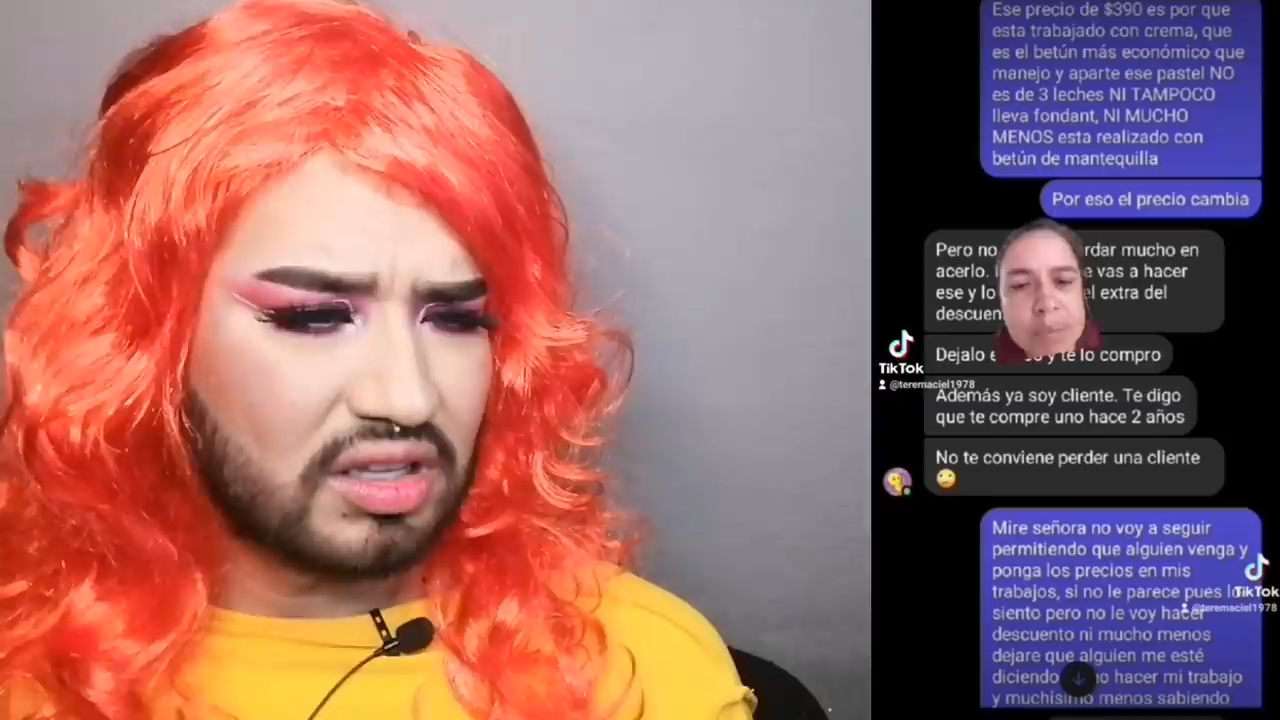 Ese precio de $390 es por que
esta trabajado con crema, que
es el betún más económico que
manejo y aparte ese pastel NO
es de 3 leches NI TAMPOCO
lleva fondant, NI MUCHO
MENOS esta realizado con
betún de mantequilla
Por eso el precio cambia
Pero no rdar mucho en
acerlo. e vas a hacer
ese y lo el extra del
descuen
Dejalo e y te lo compro
Además ya soy cliente. Te digo
que te compre uno hace 2 años
No te conviene perder una cliente
Mire señora no voy a seguir
permitiendo que alguien venga y
ponga los precios en mis
trabajos, si no le parece pues lo
siento pero no le voy hacer
descuento ni mucho menos
dejare que alguien me esté
diciendo no hacer mi trabajo
y muchísimo menos sabiendo
TikTok
@teremaciel1978
TikTok
@teremaciel1978